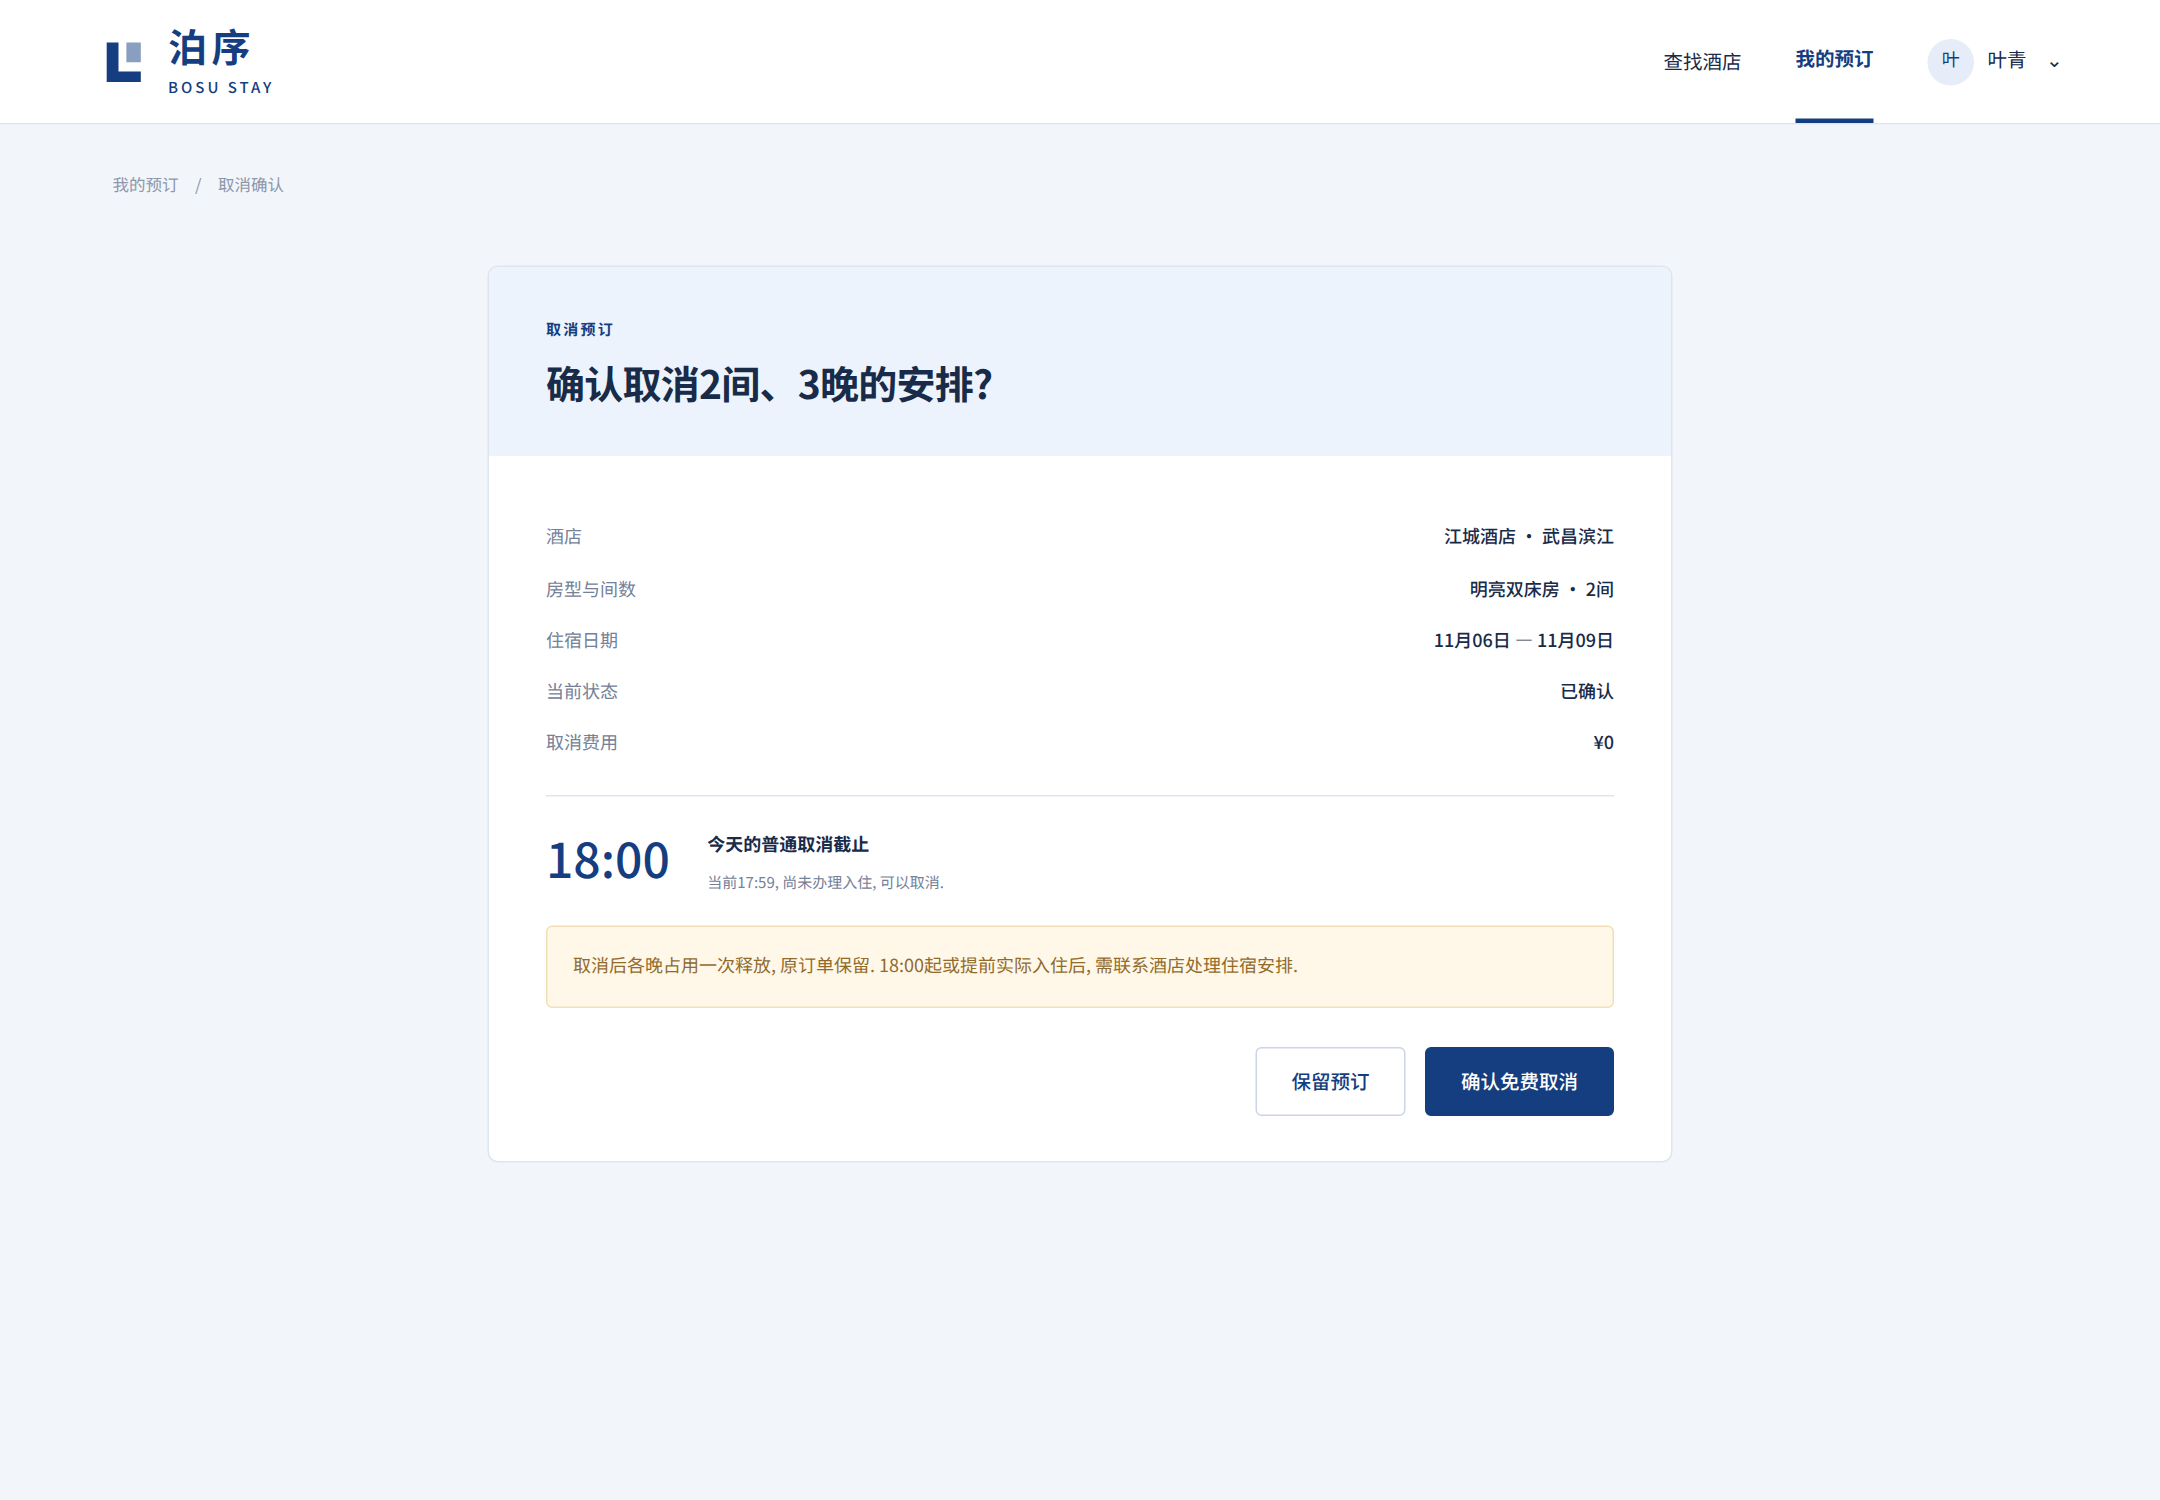 泊序
BOSU STAY
查找酒店
我的预订
叶
叶青
我的预订 / 取消确认
取消预订
确认取消2间、3晚的安排?
酒店
江城酒店 · 武昌滨江
房型与间数
明亮双床房 · 2间
住宿日期
11月06日 — 11月09日
当前状态
已确认
取消费用
¥0
18:00
今天的普通取消截止
当前17:59, 尚未办理入住, 可以取消.
取消后各晚占用一次释放, 原订单保留. 18:00起或提前实际入住后, 需联系酒店处理住宿安排.
保留预订
确认免费取消